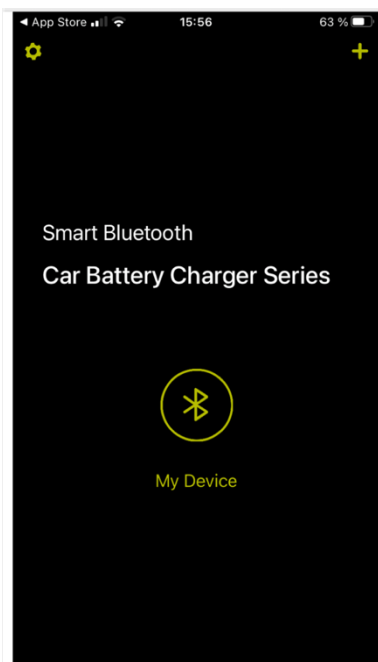 App Store 15:56 63 %
Smart Bluetooth
Car Battery Charger Series
My Device